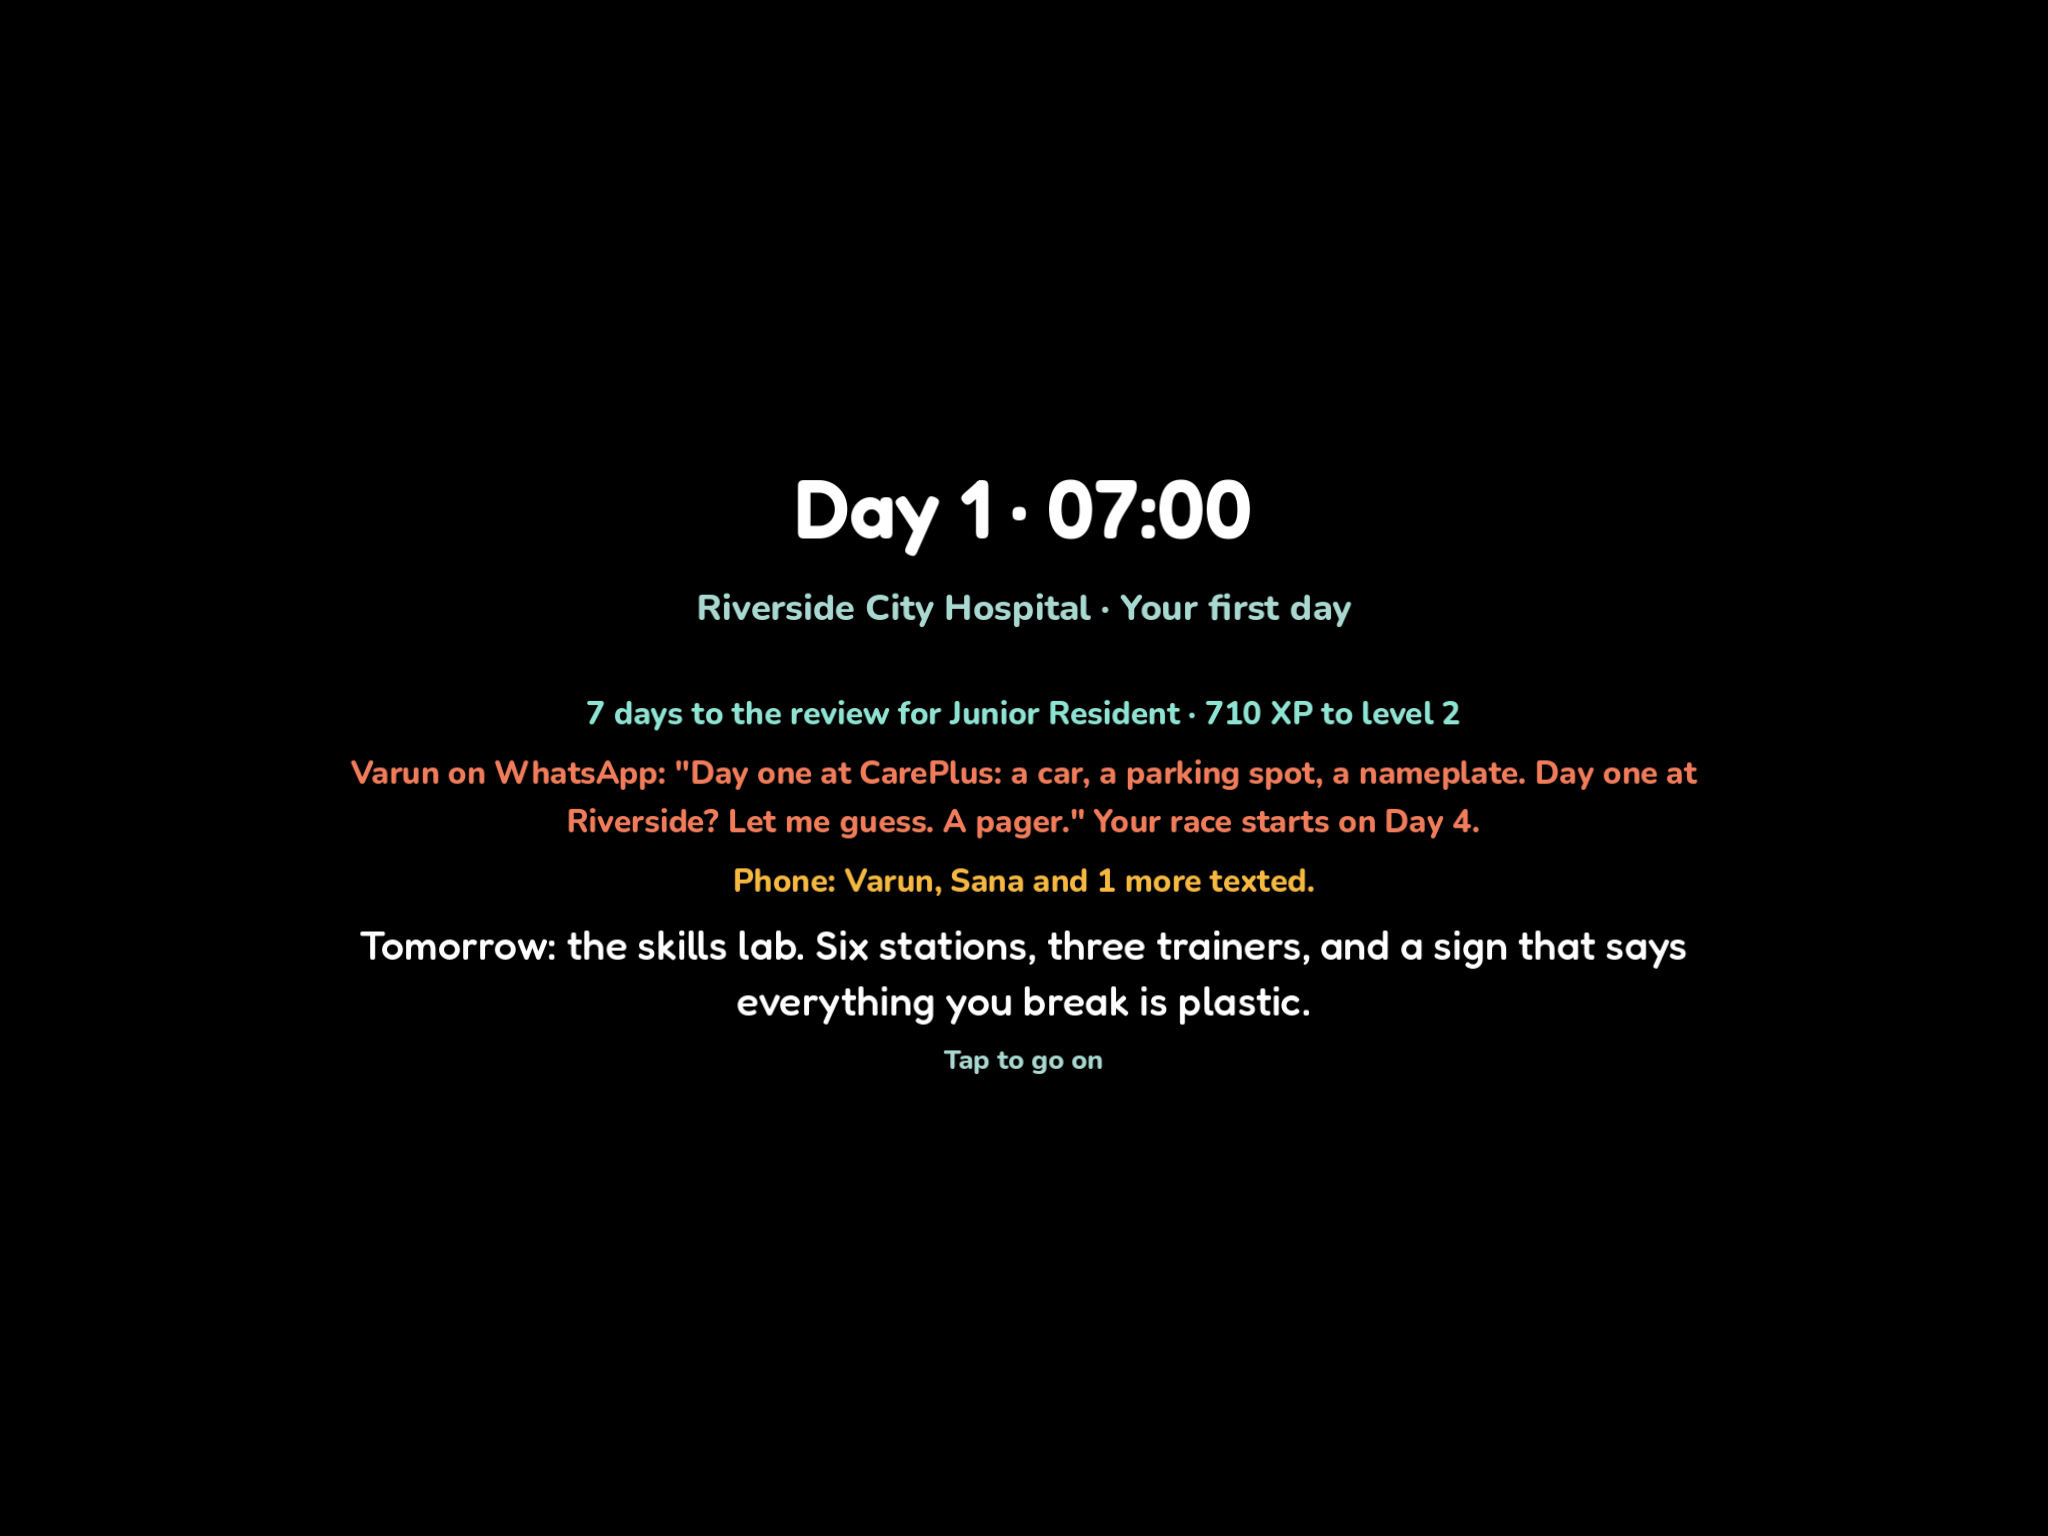 Day 1 · 07:00
Riverside City Hospital · Your first day
7 days to the review for Junior Resident · 710 XP to level 2
Varun on WhatsApp: "Day one at CarePlus: a car, a parking spot, a nameplate. Day one at
Riverside? Let me guess. A pager." Your race starts on Day 4.
Phone: Varun, Sana and 1 more texted.
Tomorrow: the skills lab. Six stations, three trainers, and a sign that says
everything you break is plastic.
Tap to go on